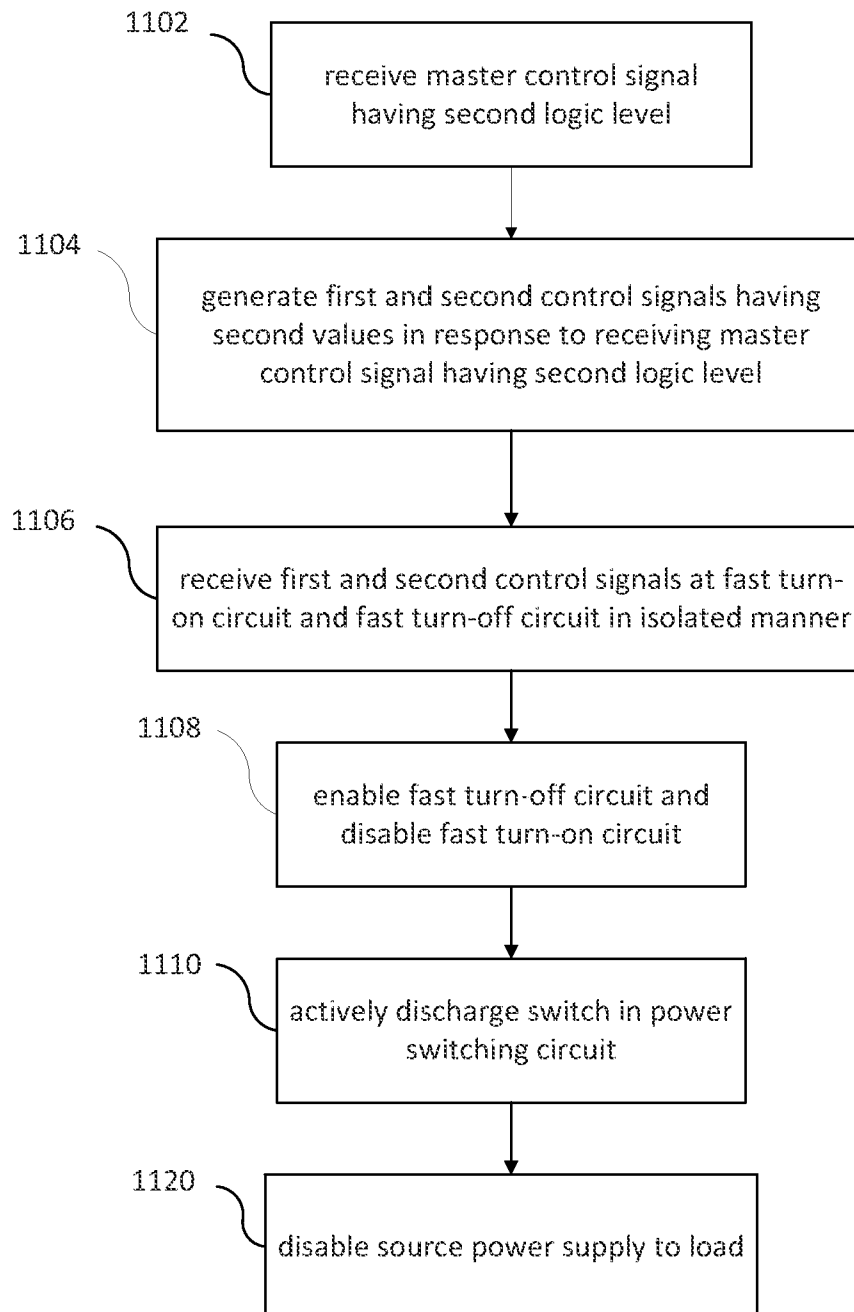 1102
receive master control signal
having second logic level
1104
generate first and second control signals having
second values in response to receiving master
control signal having second logic level
1106
receive first and second control signals at fast turn-
on circuit and fast turn-off circuit in isolated manner
1108
enable fast turn-off circuit and
disable fast turn-on circuit
1110
actively discharge switch in power
switching circuit
1120
disable source power supply to load